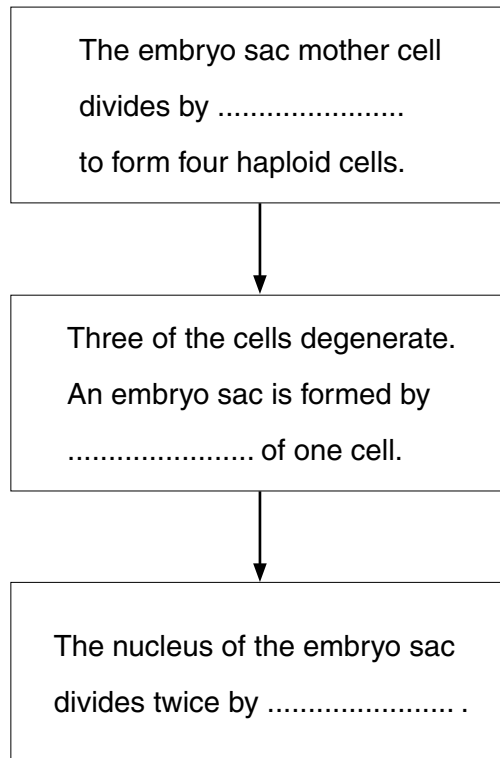 The embryo sac mother cell
divides by .......................
to form four haploid cells.
Three of the cells degenerate.
An embryo sac is formed by
....................... of one cell.
The nucleus of the embryo sac
divides twice by ....................... .